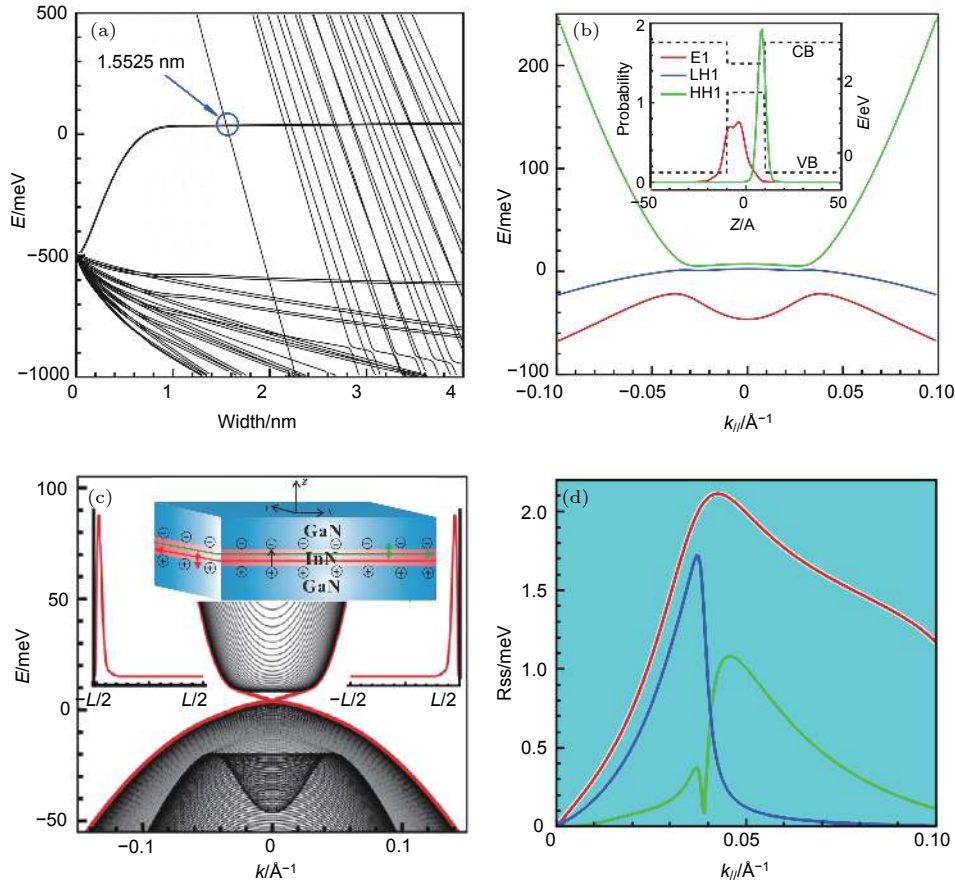 (a)
1.5525 nm
500
0
−500
−1000
E/meV
0
1
2
3
4
Width/nm
(b)
E1
LH1
HH1
CB
VB
2
1
0
Probability
2
0
E/eV
−50
0
50
Z/A
250
200
100
0
−100
E/meV
−0.10
−0.05
0
0.05
0.10
k///Å−1
(c)
z
GaN
InN
GaN
100
50
0
−50
E/meV
−L/2
L/2
−L/2
L/2
−0.1
0
0.1
k/Å−1
(d)
2.0
1.5
1.0
0.5
0
Rss/meV
0
0.05
0.10
k///Å−1